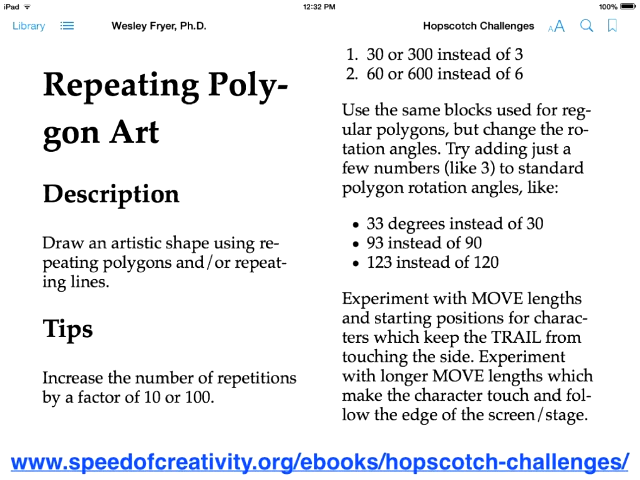 iPad 12:32 PM 100%
Library Wesley Fryer, Ph.D. Hopscotch Challenges AA
Repeating Poly-
gon Art
Description
Draw an artistic shape using re-
peating polygons and/or repeat-
ing lines.
Tips
Increase the number of repetitions
by a factor of 10 or 100.
1. 30 or 300 instead of 3
2. 60 or 600 instead of 6
Use the same blocks used for reg-
ular polygons, but change the ro-
tation angles. Try adding just a
few numbers (like 3) to standard
polygon rotation angles, like:
• 33 degrees instead of 30
• 93 instead of 90
• 123 instead of 120
Experiment with MOVE lengths
and starting positions for charac-
ters which keep the TRAIL from
touching the side. Experiment
with longer MOVE lengths which
make the character touch and fol-
low the edge of the screen/stage.
www.speedofcreativity.org/ebooks/hopscotch-challenges/